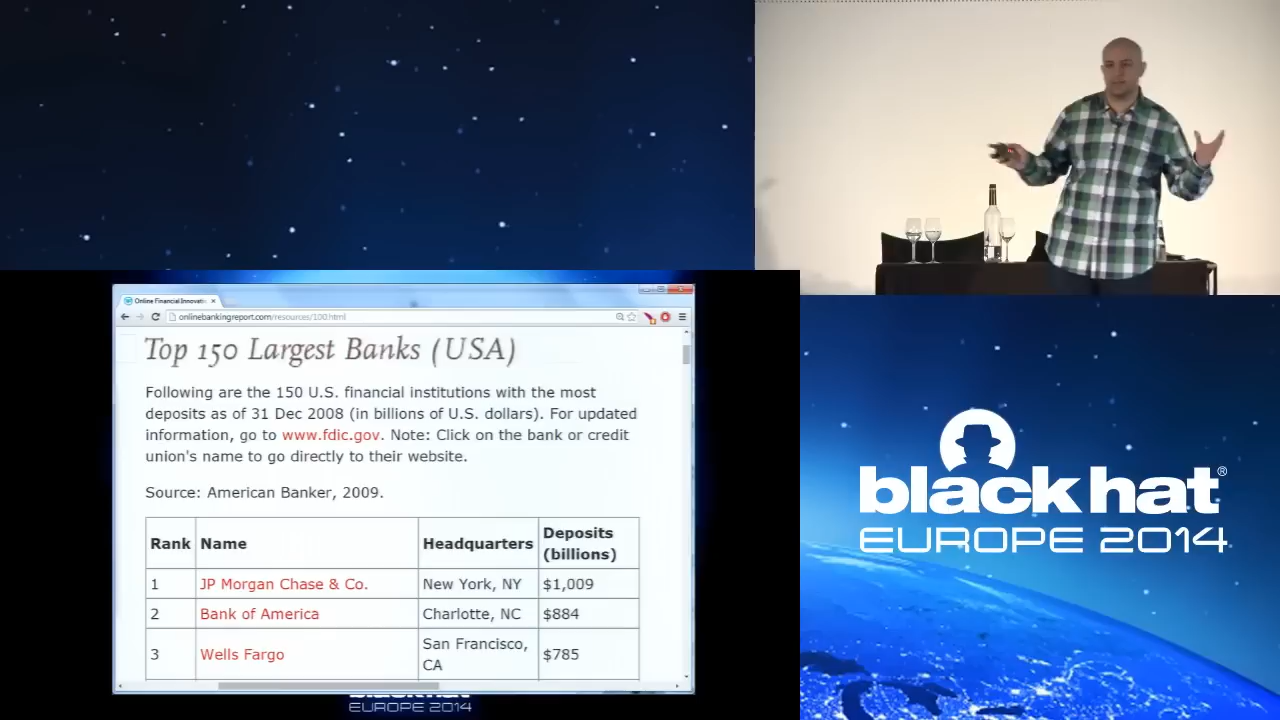 Online Financial Innovati
onlinebankingreport.com/resources/100.html
Top 150 Largest Banks (USA)
Following are the 150 U.S. financial institutions with the most
deposits as of 31 Dec 2008 (in billions of U.S. dollars). For updated
information, go to www.fdic.gov. Note: Click on the bank or credit
union's name to go directly to their website.
Source: American Banker, 2009.
Rank Name Headquarters Deposits (billions)
1 JP Morgan Chase & Co. New York, NY $1,009
2 Bank of America Charlotte, NC $884
3 Wells Fargo San Francisco, CA $785
EUROPE 2014
black hat®
EUROPE 2014